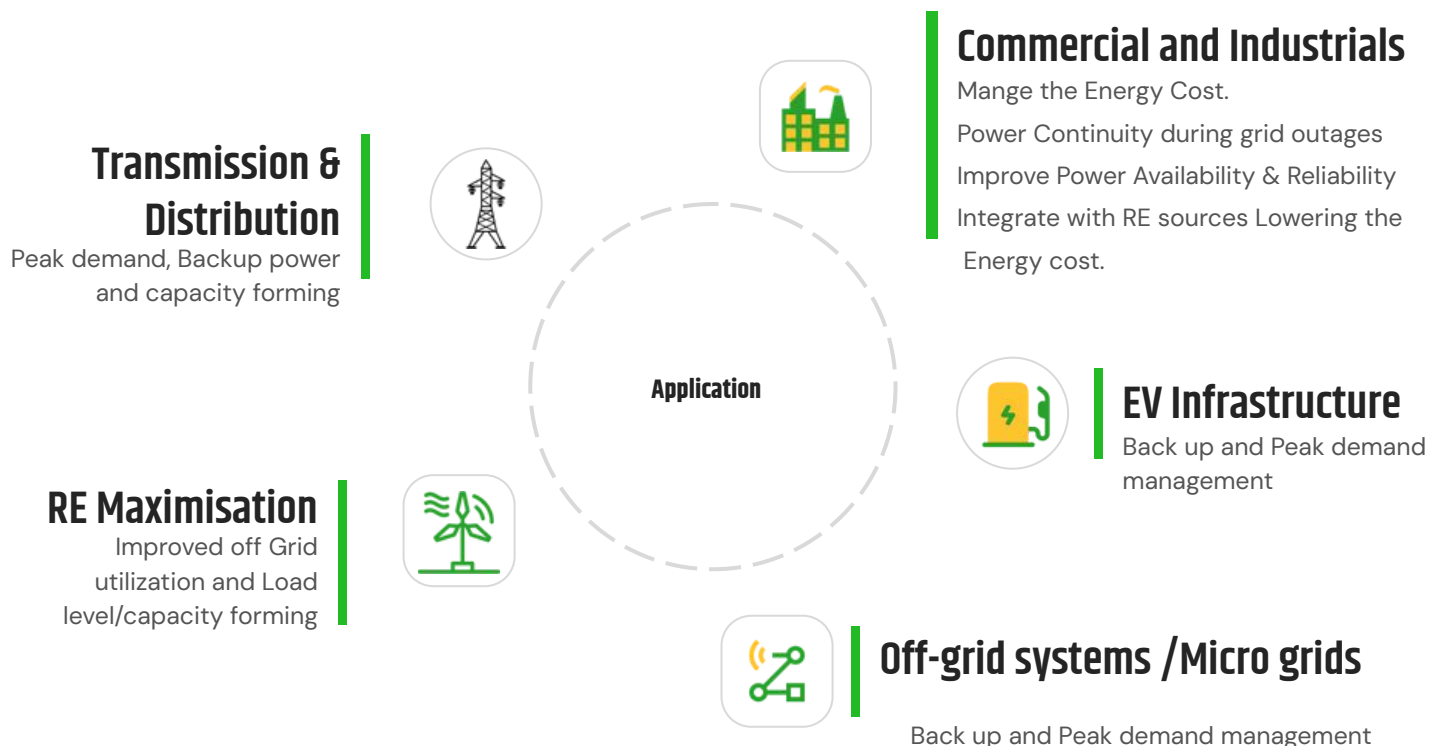 Commercial and Industrials
Mange the Energy Cost.
Power Continuity during grid outages
Improve Power Availability & Reliability
Integrate with RE sources Lowering the
Energy cost.
Transmission &
Distribution
Peak demand, Backup power
and capacity forming
Application
EV Infrastructure
Back up and Peak demand
management
RE Maximisation
Improved off Grid
utilization and Load
level/capacity forming
Off-grid systems /Micro grids
Back up and Peak demand management